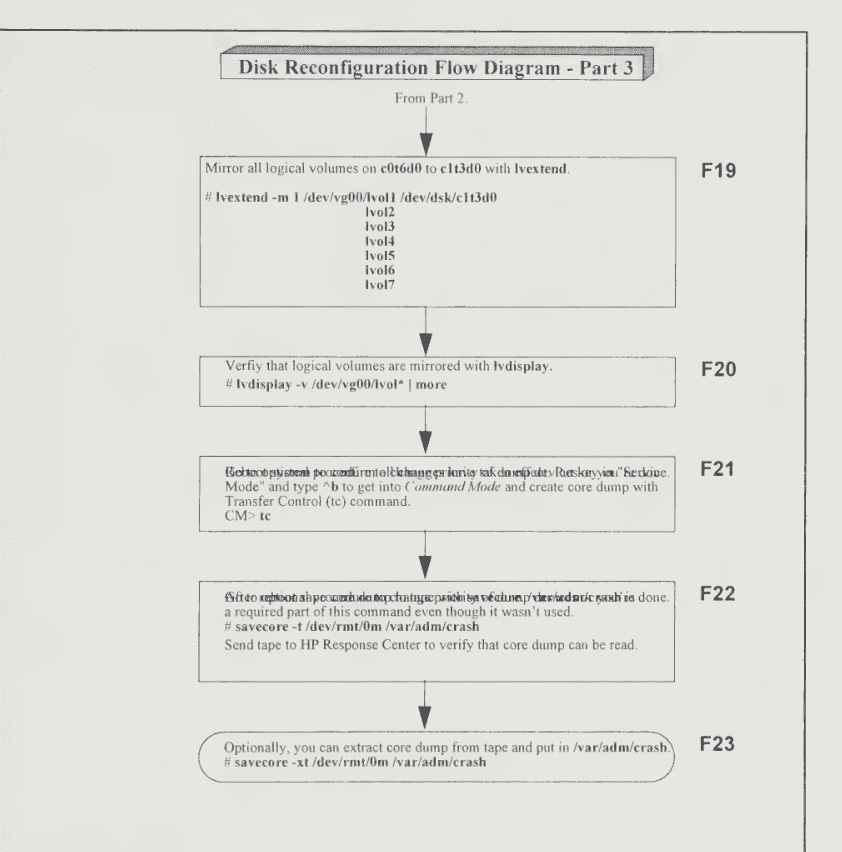 Disk Reconfiguration Flow Diagram - Part 3
From Part 2.
Mirror all logical volumes on c0t6d0 to c1t3d0 with lvextend.
F19
# lvextend -m 1 /dev/vg00/lvol1 /dev/dsk/c1t3d0
lvol2
lvol3
lvol4
lvol5
lvol6
lvol7
Verfiy that logical volumes are mirrored with lvdisplay.
F20
# lvdisplay -v /dev/vg00/lvol* | more
F21
Mode" and type ^b to get into Command Mode and create core dump with
Transfer Control (tc) command.
CM> tc
done.
F22
a required part of this command even though it wasn't used.
# savecore -t /dev/rmt/0m /var/adm/crash
Send tape to HP Response Center to verify that core dump can be read.
Optionally, you can extract core dump from tape and put in /var/adm/crash.
F23
# savecore -xt /dev/rmt/0m /var/adm/crash